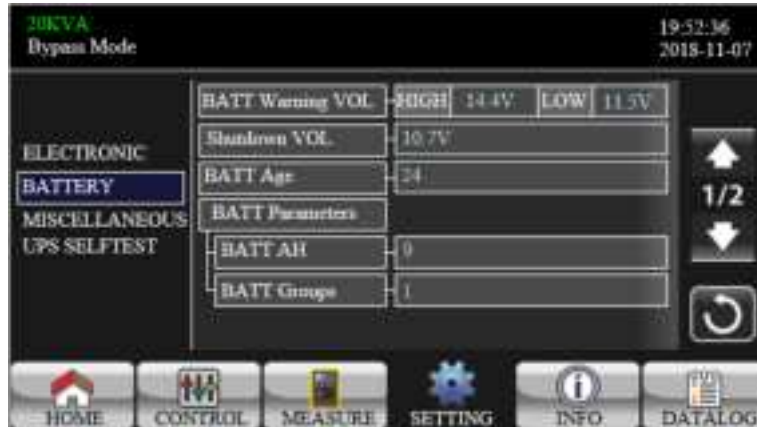 20KVA
Bypass Mode
19:52:36
2018-11-07
ELECTRONIC
BATTERY
MISCELLANEOUS
UPS SELFTEST
BATT Warning VOL HIGH 14.4V LOW 11.5V
Shutdown VOL 10.7V
BATT Age 24
BATT Parameters
BATT AH 9
BATT Groups 1
1/2
HOME CONTROL MEASURE SETTING INFO DATALOG